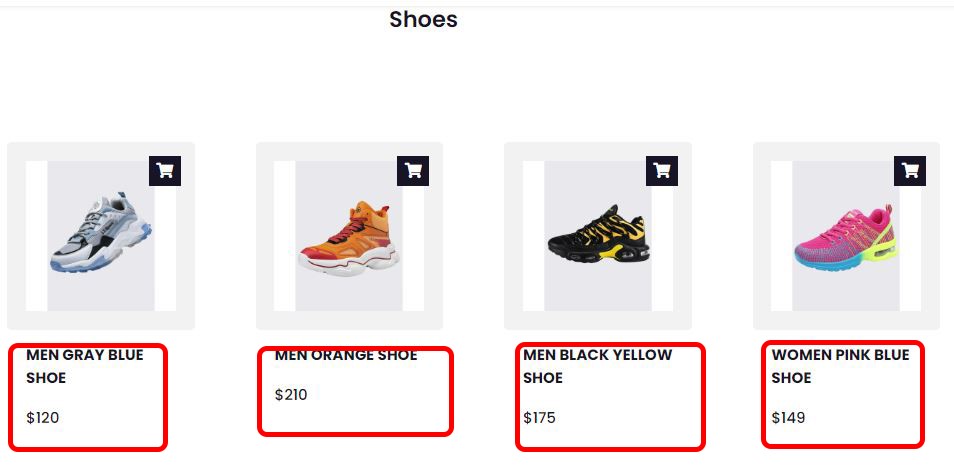 Shoes
MEN GRAY BLUE
SHOE
$120
MEN ORANGE SHOE
$210
MEN BLACK YELLOW
SHOE
$175
WOMEN PINK BLUE
SHOE
$149